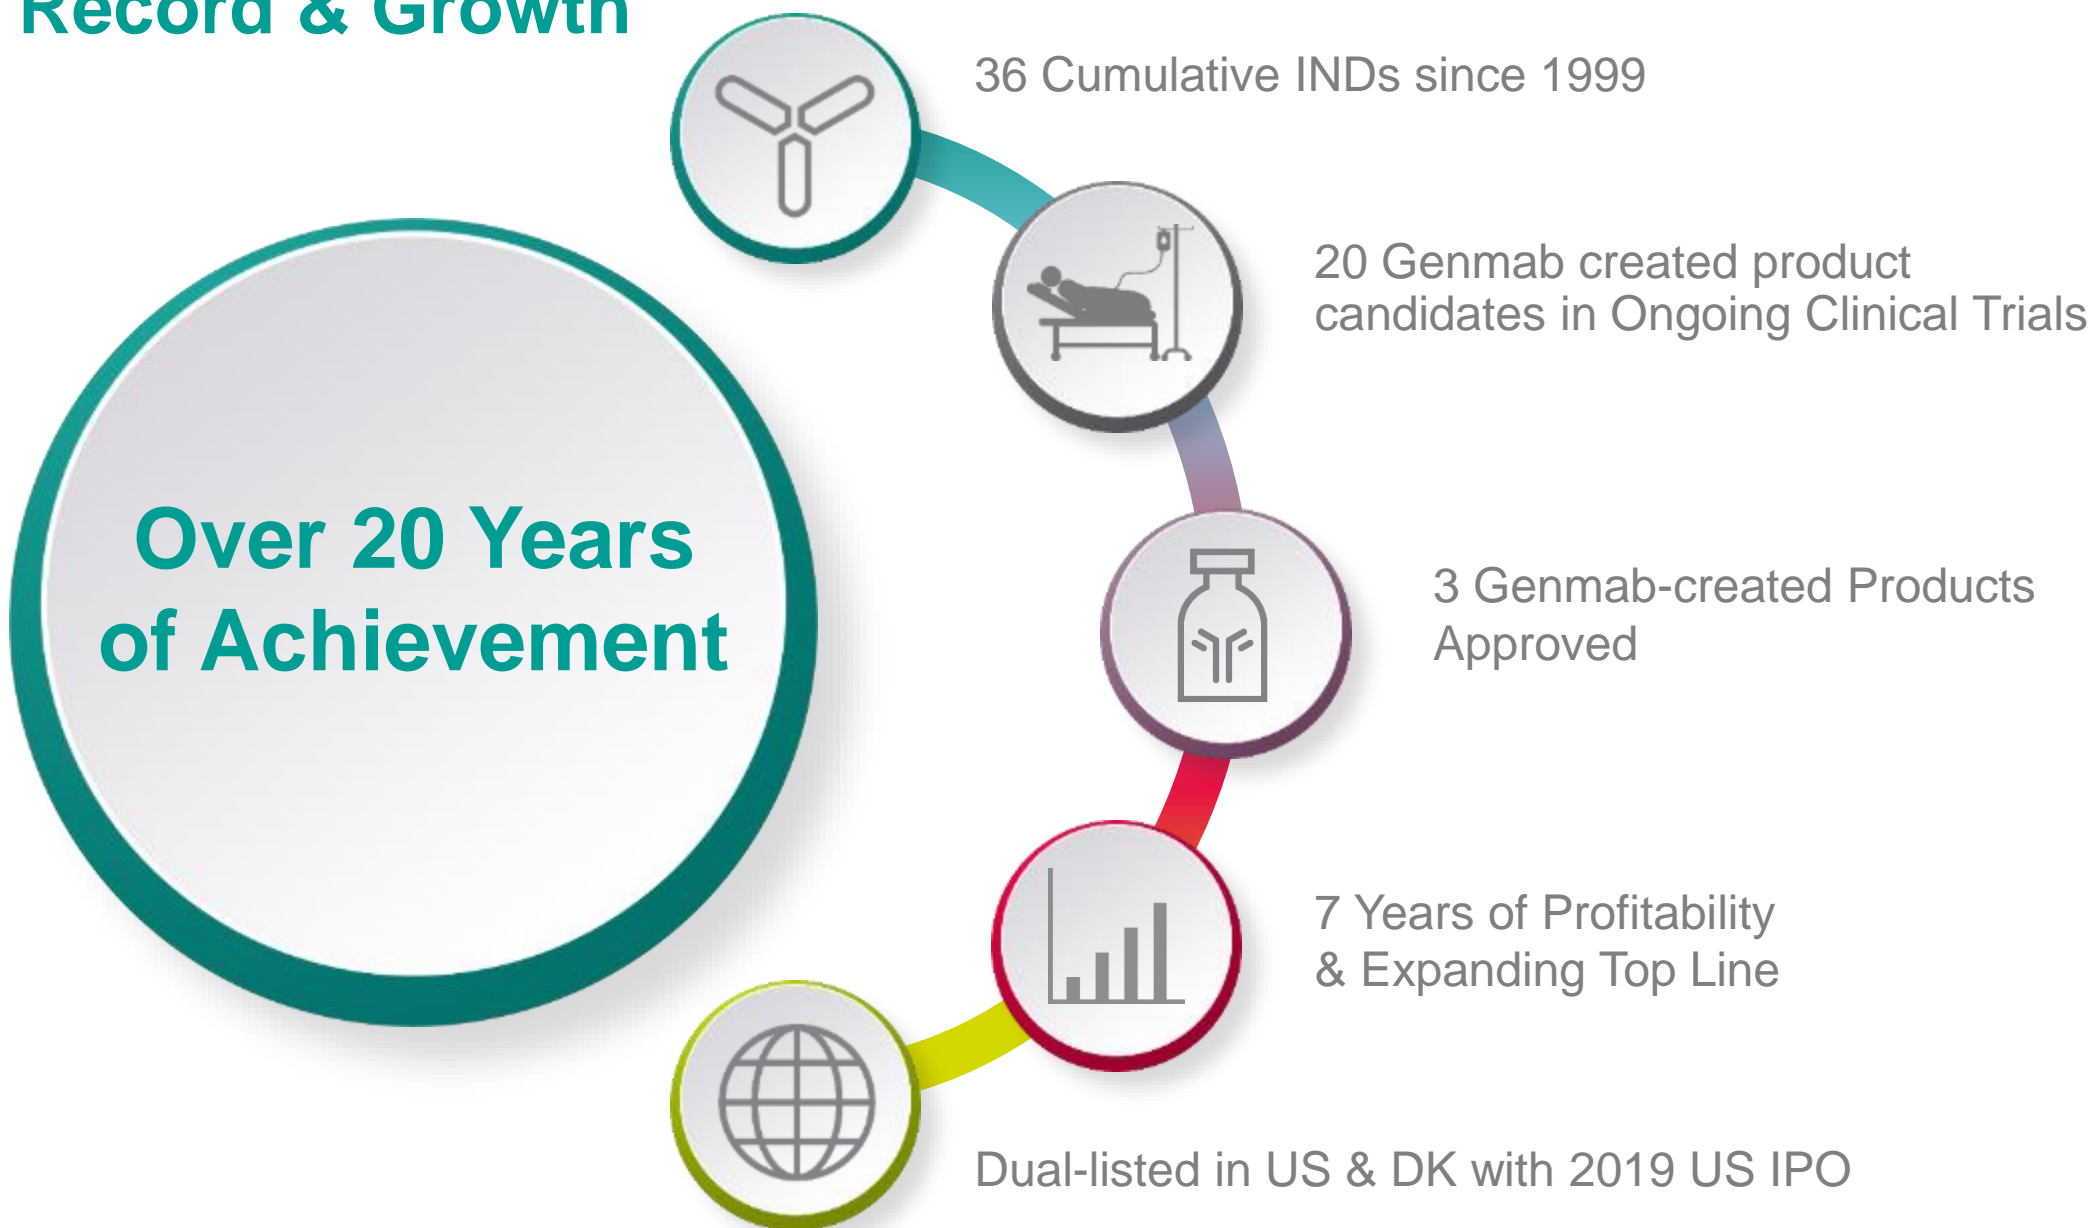 Record & Growth
36 Cumulative INDs since 1999
20 Genmab created product
candidates in Ongoing Clinical Trials
Over 20 Years
of Achievement
3 Genmab-created Products
Approved
7 Years of Profitability
& Expanding Top Line
Dual-listed in US & DK with 2019 US IPO